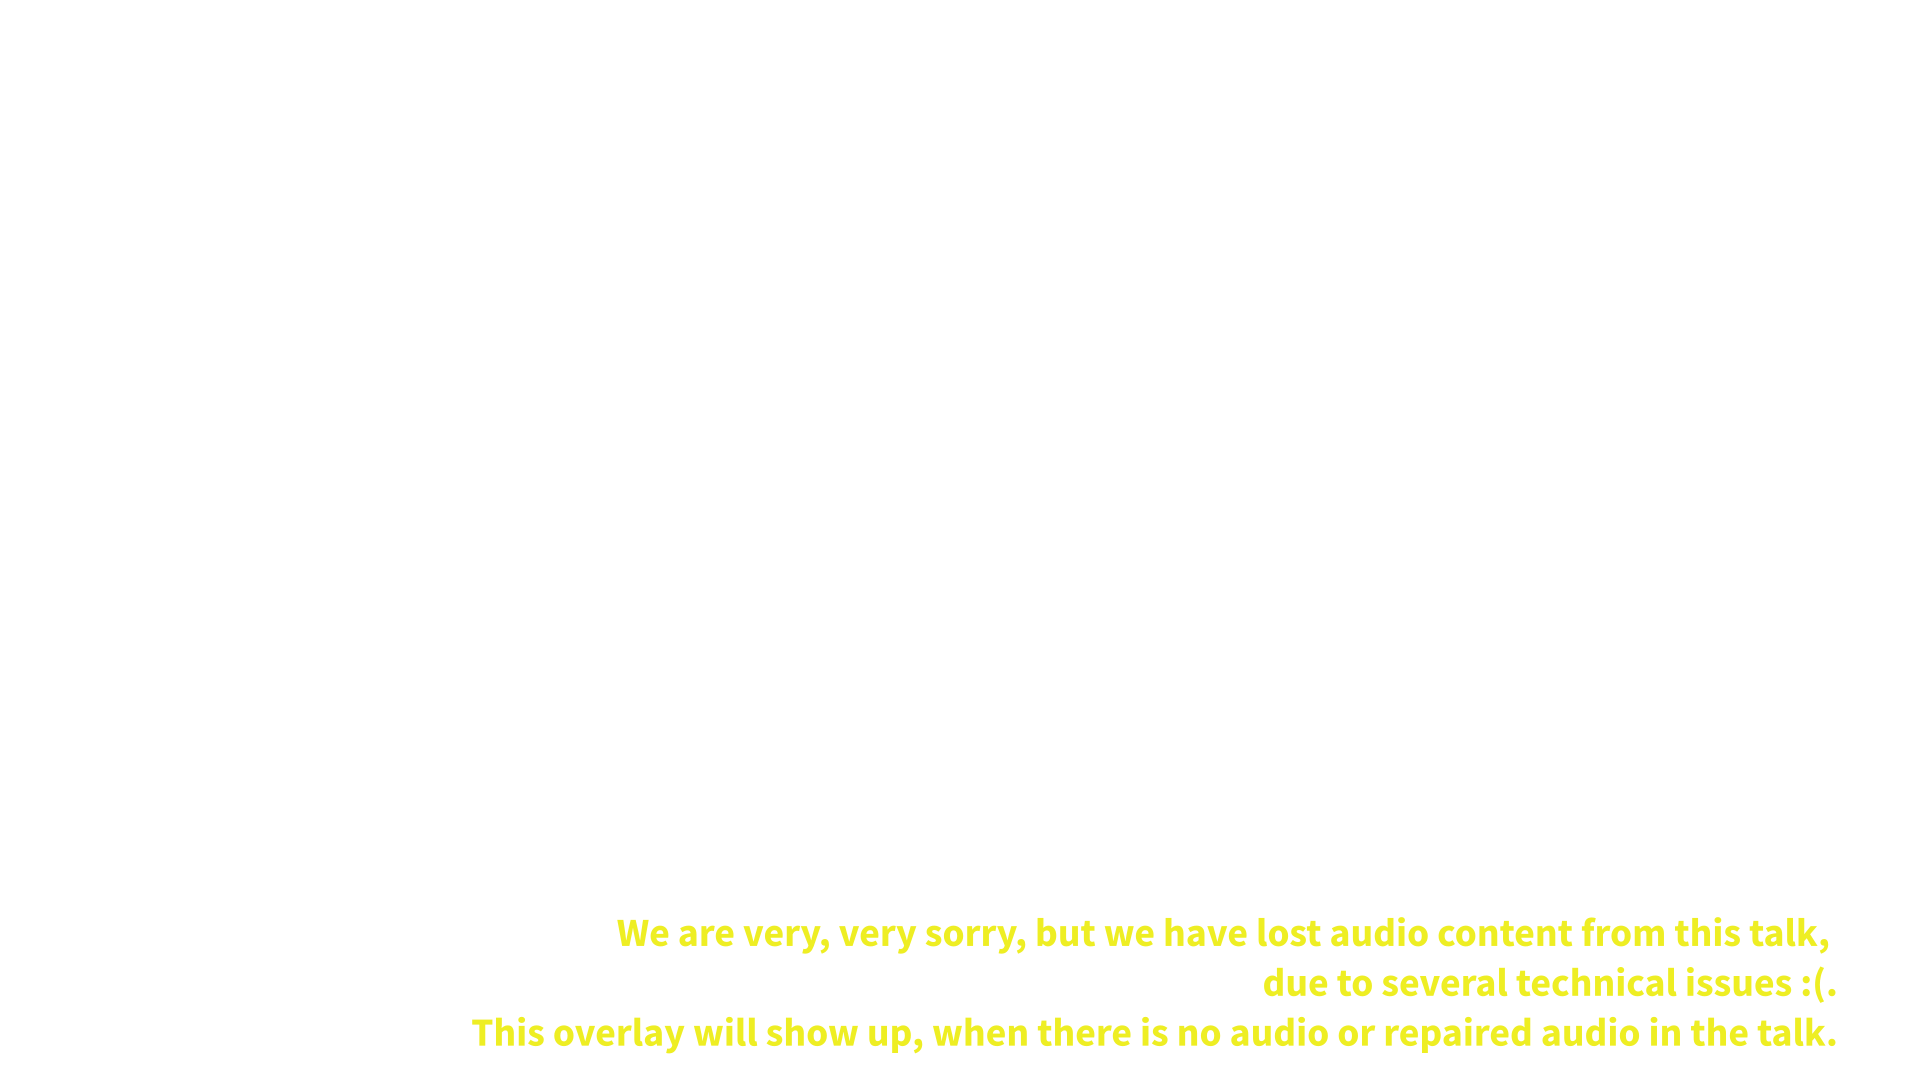 We are very, very sorry, but we have lost audio content from this talk,
due to several technical issues :(.
This overlay will show up, when there is no audio or repaired audio in the talk.